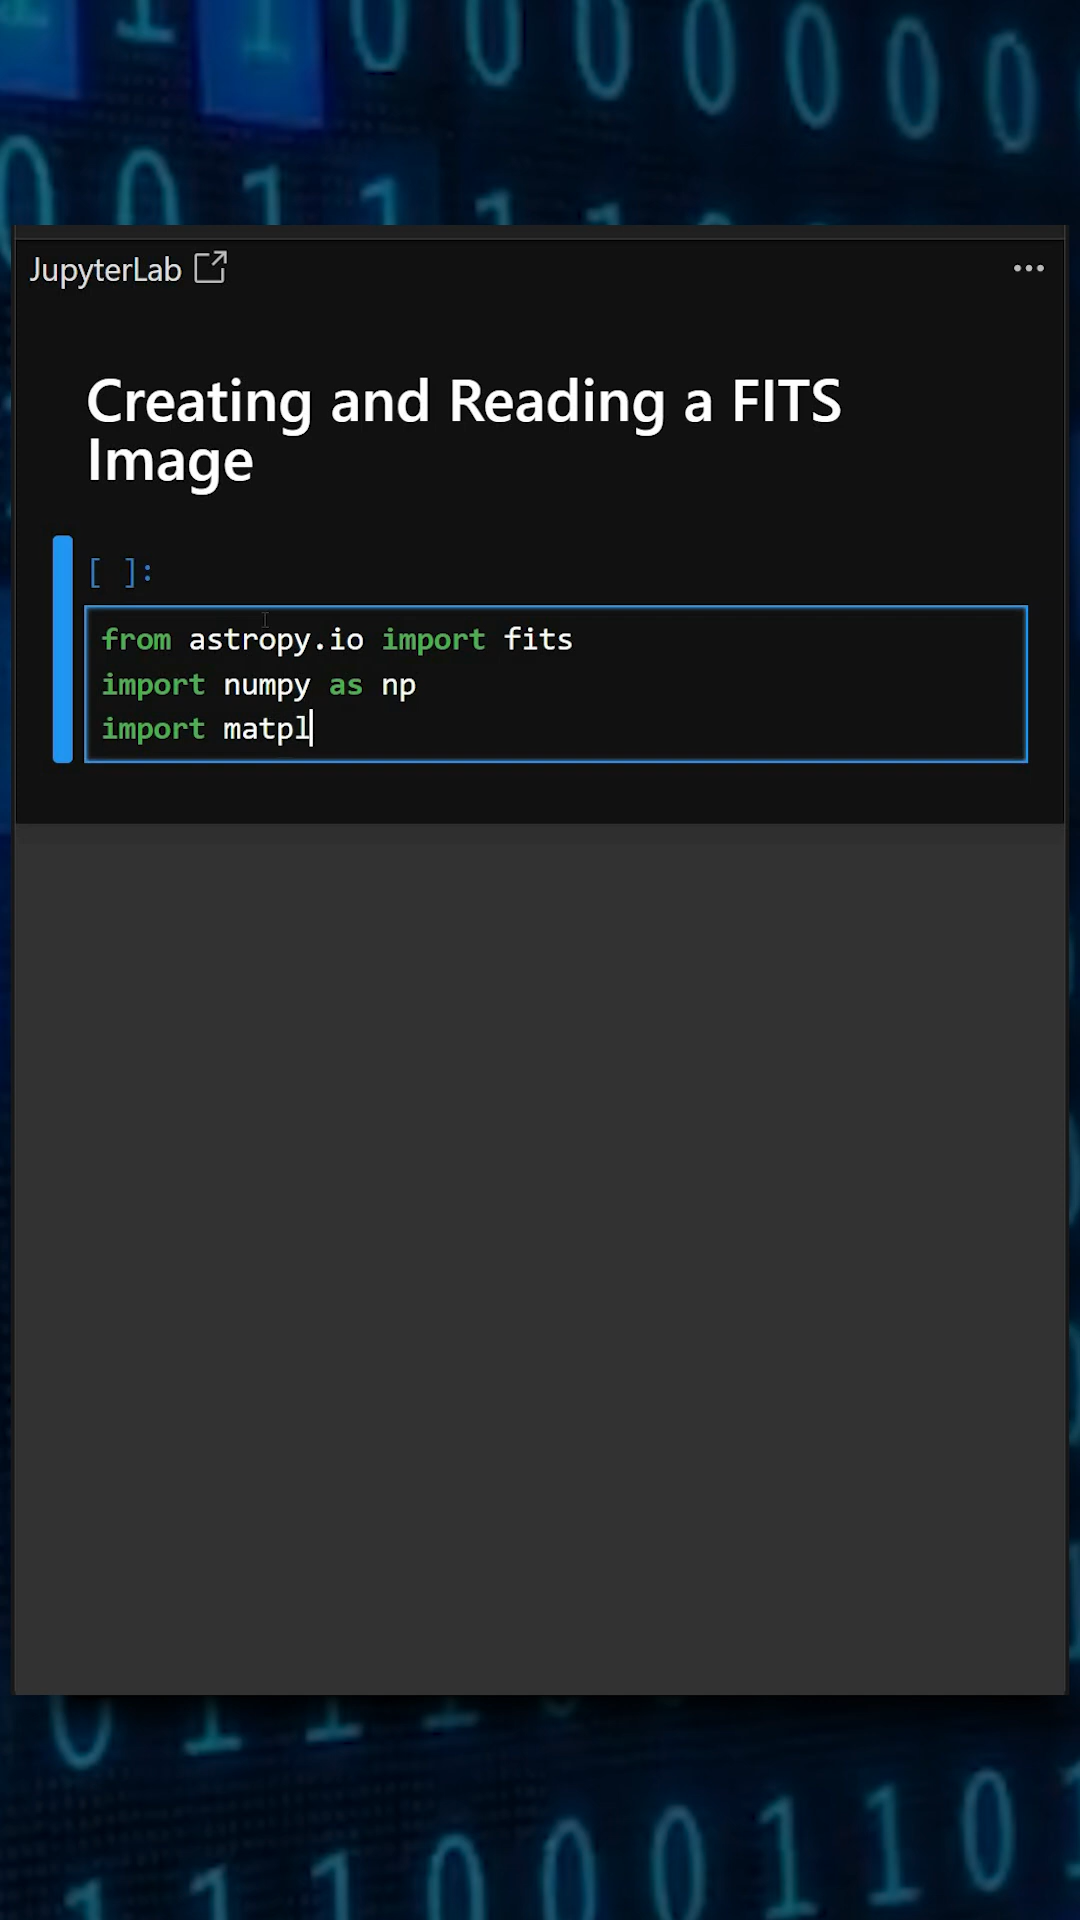 JupyterLab
Creating and Reading a FITS
Image
[ ]:
from astropy.io import fits
import numpy as np
import matpl